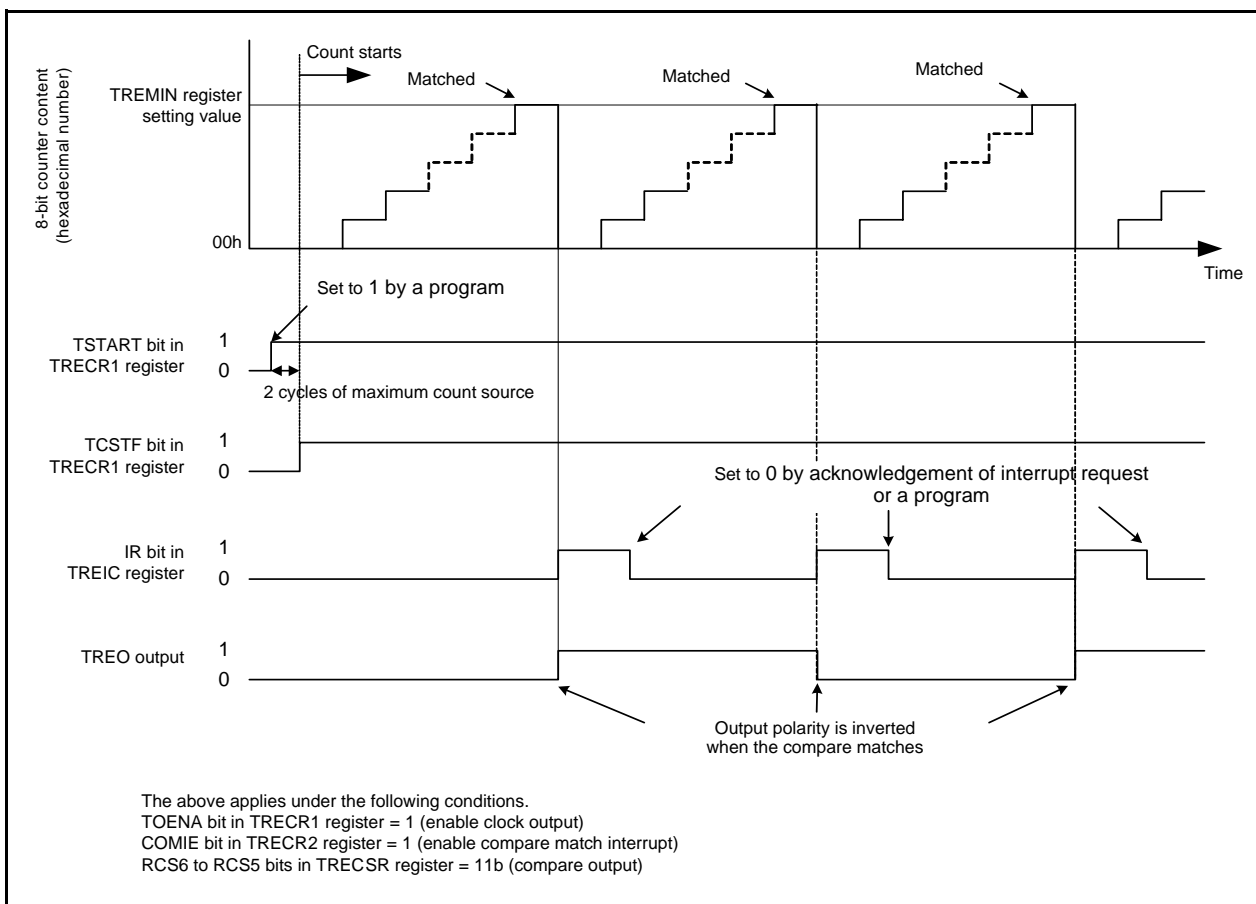 Count starts
Matched
Matched
Matched
8-bit counter content
(hexadecimal number)
TREMIN register
setting value
00h
Time
Set to 1 by a program
TSTART bit in
TRECR1 register
1
0
2 cycles of maximum count source
TCSTF bit in
TRECR1 register
1
0
Set to 0 by acknowledgement of interrupt request
or a program
IR bit in
TREIC register
1
0
TREO output
1
0
Output polarity is inverted
when the compare matches
The above applies under the following conditions.
TOENA bit in TRECR1 register = 1 (enable clock output)
COMIE bit in TRECR2 register = 1 (enable compare match interrupt)
RCS6 to RCS5 bits in TRECSR register = 11b (compare output)